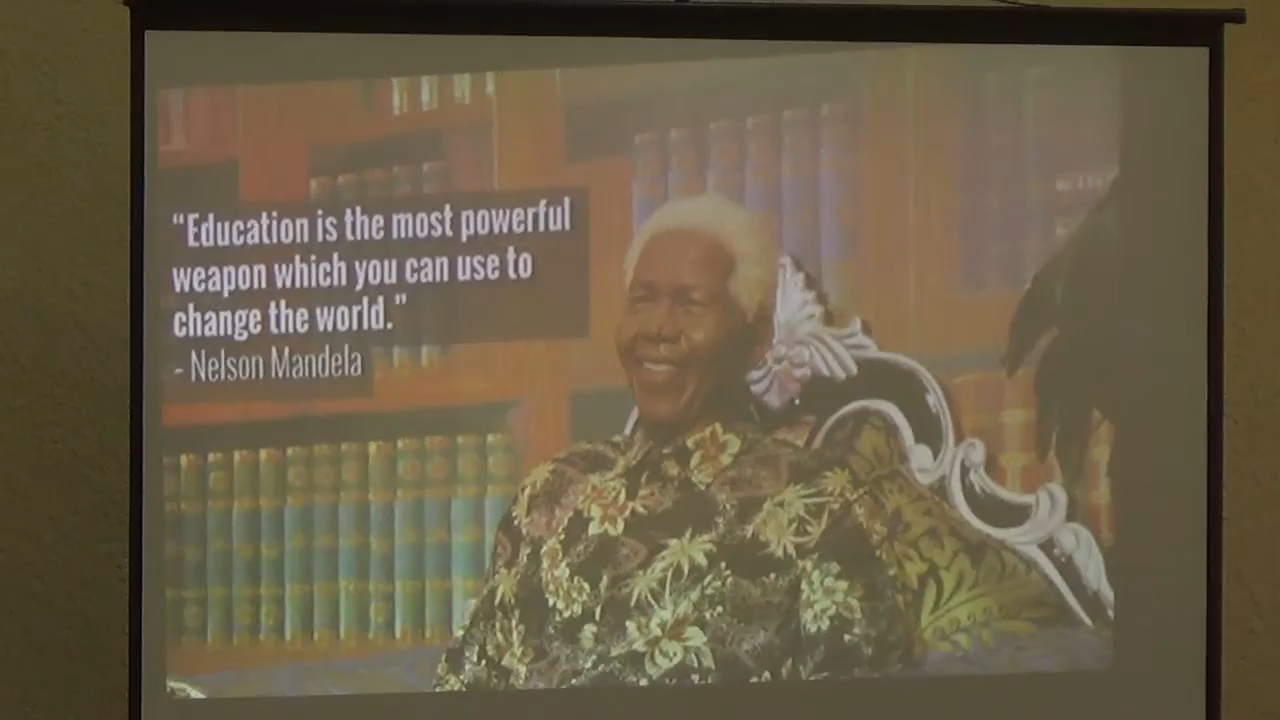 “Education is the most powerful
weapon which you can use to
change the world.”
- Nelson Mandela